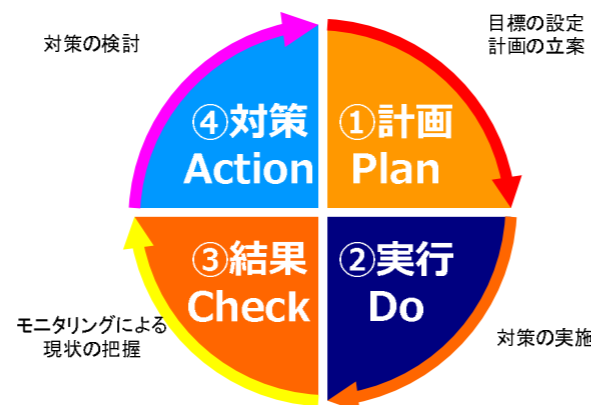 対策の検討
目標の設定
計画の立案
④対策
Action
①計画
Plan
③結果
Check
②実行
Do
モニタリングによる
現状の把握
対策の実施